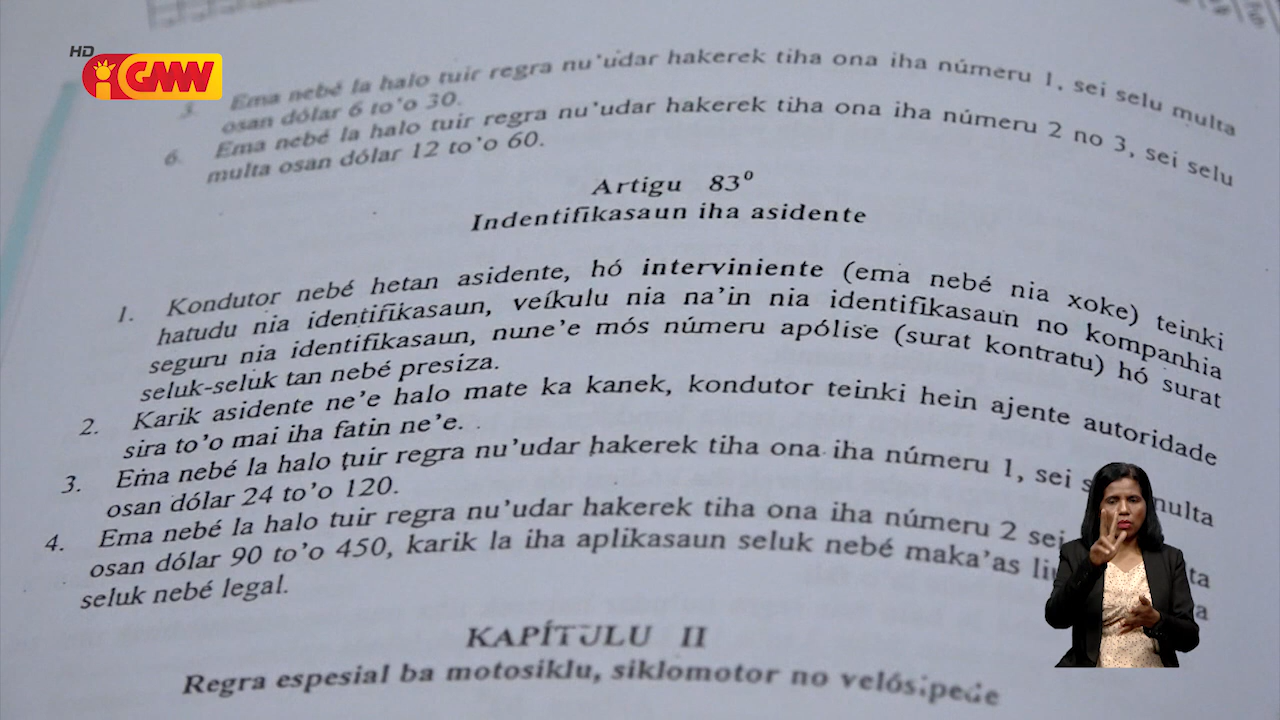 HD
GMN
5. Ema nebé la halo tuir regra nu'udar hakerek tiha ona iha númeru 1, sei selu multa
osan dólar 6 to'o 30.
6. Ema nebé la halo tuir regra nu'udar hakerek tiha ona iha númeru 2 no 3, sei selu
multa osan dólar 12 to'o 60.
Artigu 83⁰
Indentifikasaun iha asidente
1. Kondutor nebé hetan asidente, hó interviniente (ema nebé nia xoke) teinki
hatudu nia identifikasaun, veíkulu nia na'in nia identifikasaun no kompanhia
seguru nia identifikasaun, nune'e mós númeru apólise (surat kontratu) hó surat
seluk-seluk tan nebé presiza.
2. Karik asidente ne'e halo mate ka kanek, kondutor teinki hein ajente autoridade
sira to'o mai iha fatin ne'e.
3. Ema nebé la halo tuir regra nu'udar hakerek tiha ona iha númeru 1, sei multa
osan dólar 24 to'o 120.
4. Ema nebé la halo tuir regra nu'udar hakerek tiha ona iha númeru 2 sei
osan dólar 90 to'o 450, karik la iha aplikasaun seluk nebé maka'as
seluk nebé legal.
KAPÍTULU II
Regra espesial ba motosiklu, siklomotor no velósipede